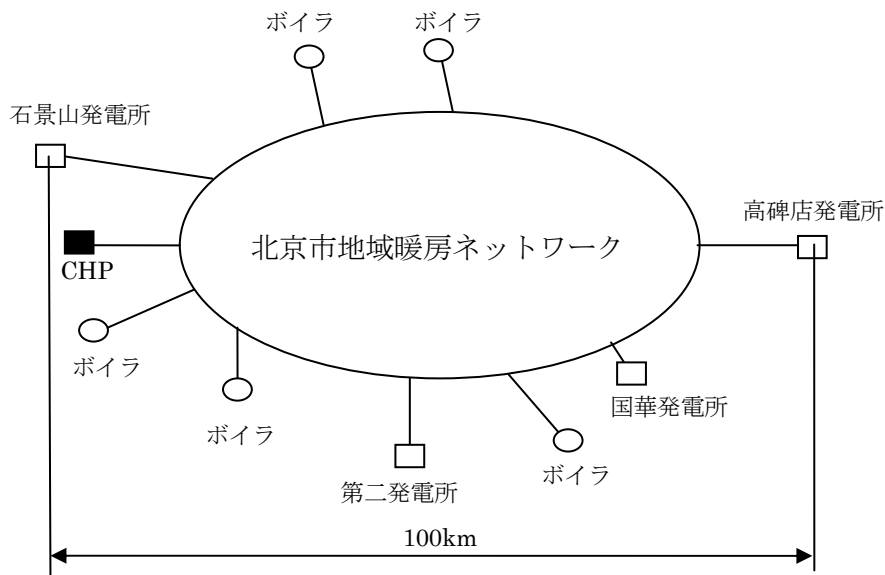 ボイラ
ボイラ
石景山発電所
高碑店発電所
北京市地域暖房ネットワーク
CHP
ボイラ
国華発電所
ボイラ
ボイラ
第二発電所
100km